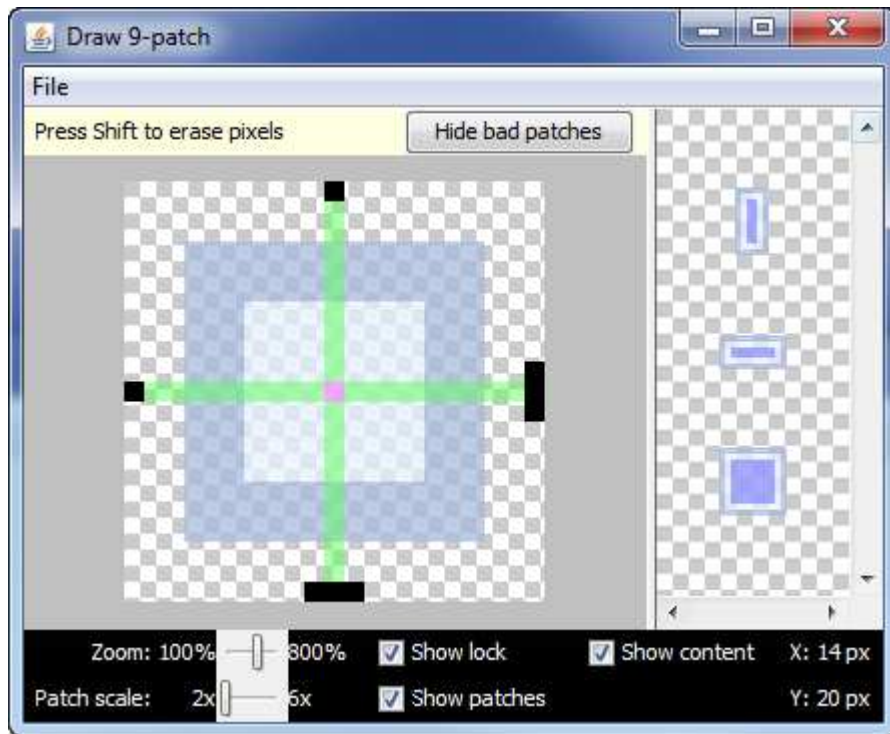 Draw 9-patch
File
Press Shift to erase pixels Hide bad patches
Zoom: 100% 800% Show lock Show content X: 14 px
Patch scale: 2x 6x Show patches Y: 20 px